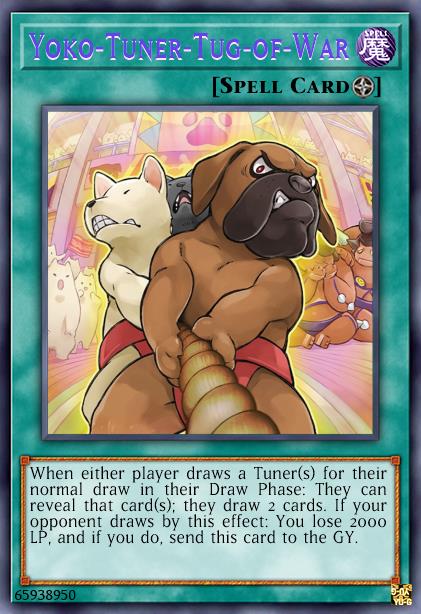 YOKO-TUNER-TUG-OF-WAR
SPELL
魔
[SPELL CARD]
When either player draws a Tuner(s) for their
normal draw in their Draw Phase: They can
reveal that card(s); they draw 2 cards. If your
opponent draws by this effect: You lose 2000
LP, and if you do, send this card to the GY.
65938950